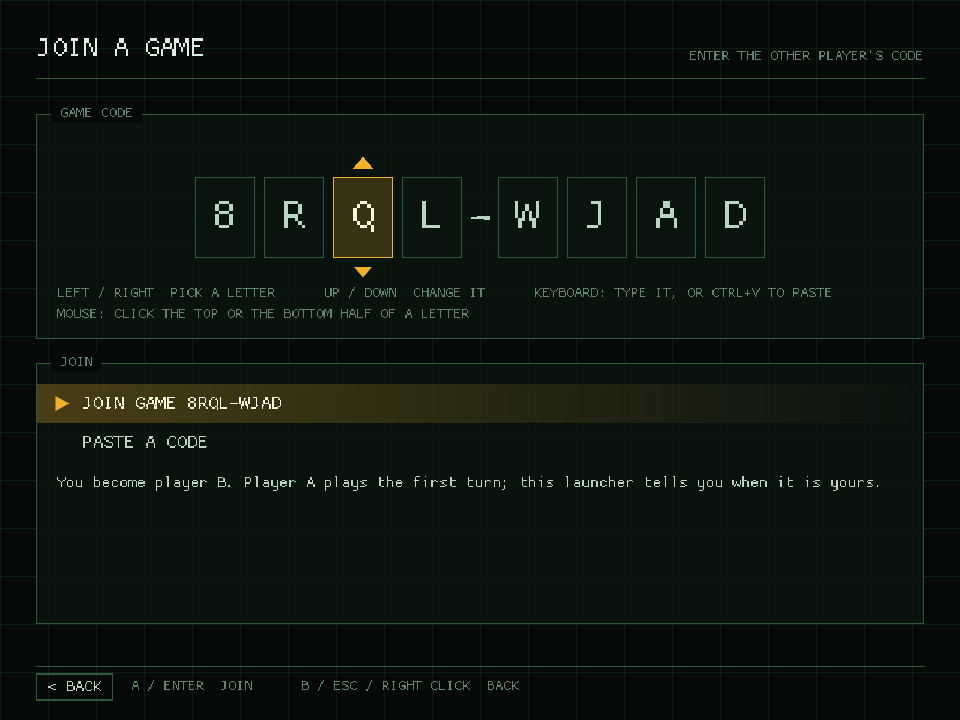 JOIN A GAME
ENTER THE OTHER PLAYER'S CODE
GAME CODE
8 R Q L - W J A D
LEFT / RIGHT PICK A LETTER UP / DOWN CHANGE IT KEYBOARD: TYPE IT, OR CTRL+V TO PASTE
MOUSE: CLICK THE TOP OR THE BOTTOM HALF OF A LETTER
JOIN
JOIN GAME 8RQL-WJAD
PASTE A CODE
You become player B. Player A plays the first turn; this launcher tells you when it is yours.
< BACK A / ENTER JOIN B / ESC / RIGHT CLICK BACK